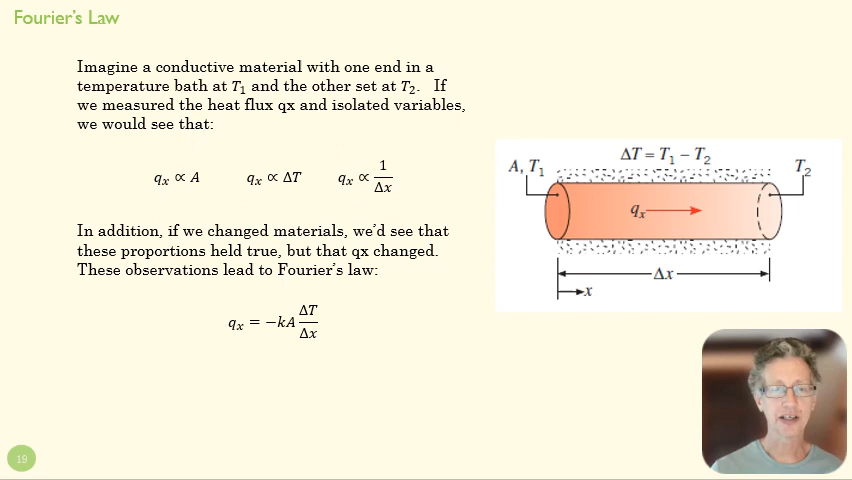 Fourier's Law
Imagine a conductive material with one end in a
temperature bath at T₁ and the other set at T₂. If
we measured the heat flux qx and isolated variables,
we would see that:
qₓ ∝ A qₓ ∝ ΔT qₓ ∝ 1/Δx
In addition, if we changed materials, we'd see that
these proportions held true, but that qx changed.
These observations lead to Fourier's law:
qₓ = −kA ΔT/Δx
ΔT = T₁ − T₂
A, T₁
T₂
qₓ
Δx
x
19